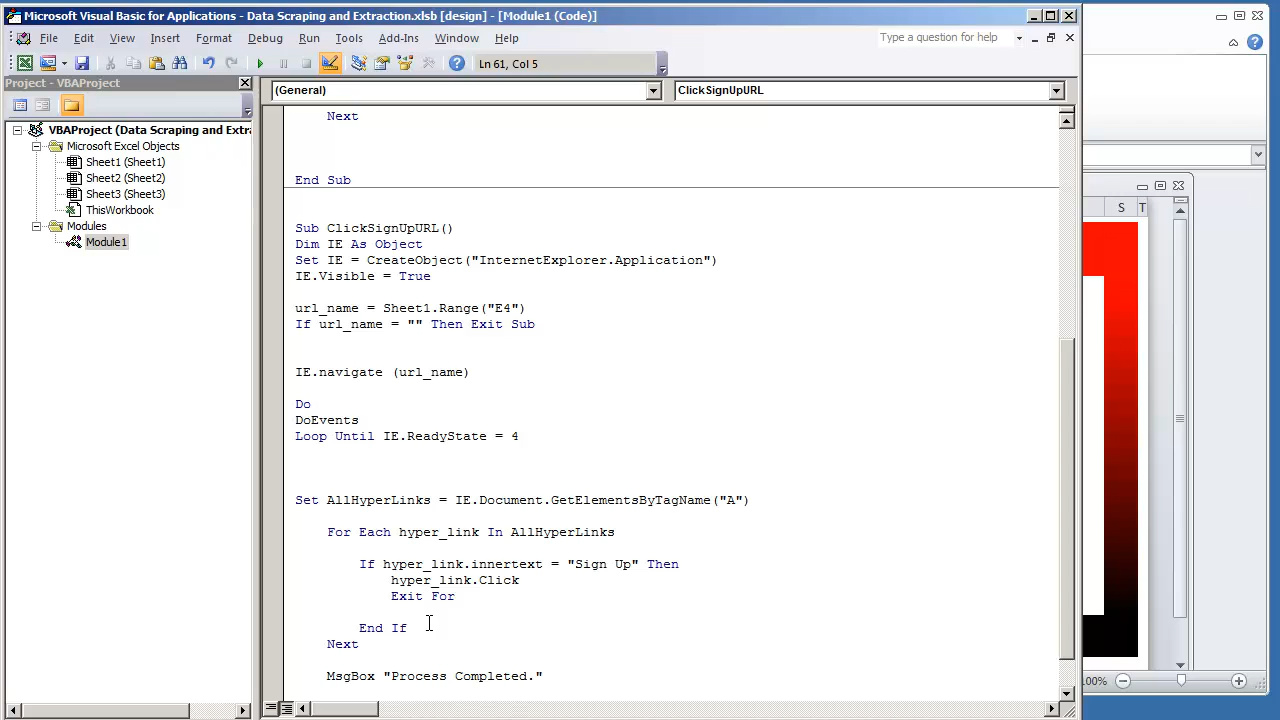 Microsoft Visual Basic for Applications - Data Scraping and Extraction.xlsb [design] - [Module1 (Code)]
File Edit View Insert Format Debug Run Tools Add-Ins Window Help
Type a question for help
Ln 61, Col 5
Project - VBAProject
(General)
ClickSignUpURL
VBAProject (Data Scraping and Extra
Microsoft Excel Objects
Sheet1 (Sheet1)
Sheet2 (Sheet2)
Sheet3 (Sheet3)
ThisWorkbook
Modules
Module1
Next
End Sub
Sub ClickSignUpURL()
Dim IE As Object
Set IE = CreateObject("InternetExplorer.Application")
IE.Visible = True
url_name = Sheet1.Range("E4")
If url_name = "" Then Exit Sub
IE.navigate (url_name)
Do
DoEvents
Loop Until IE.ReadyState = 4
Set AllHyperLinks = IE.Document.GetElementsByTagName("A")
For Each hyper_link In AllHyperLinks
If hyper_link.innertext = "Sign Up" Then
hyper_link.Click
Exit For
End If
Next
MsgBox "Process Completed."
S T
100%